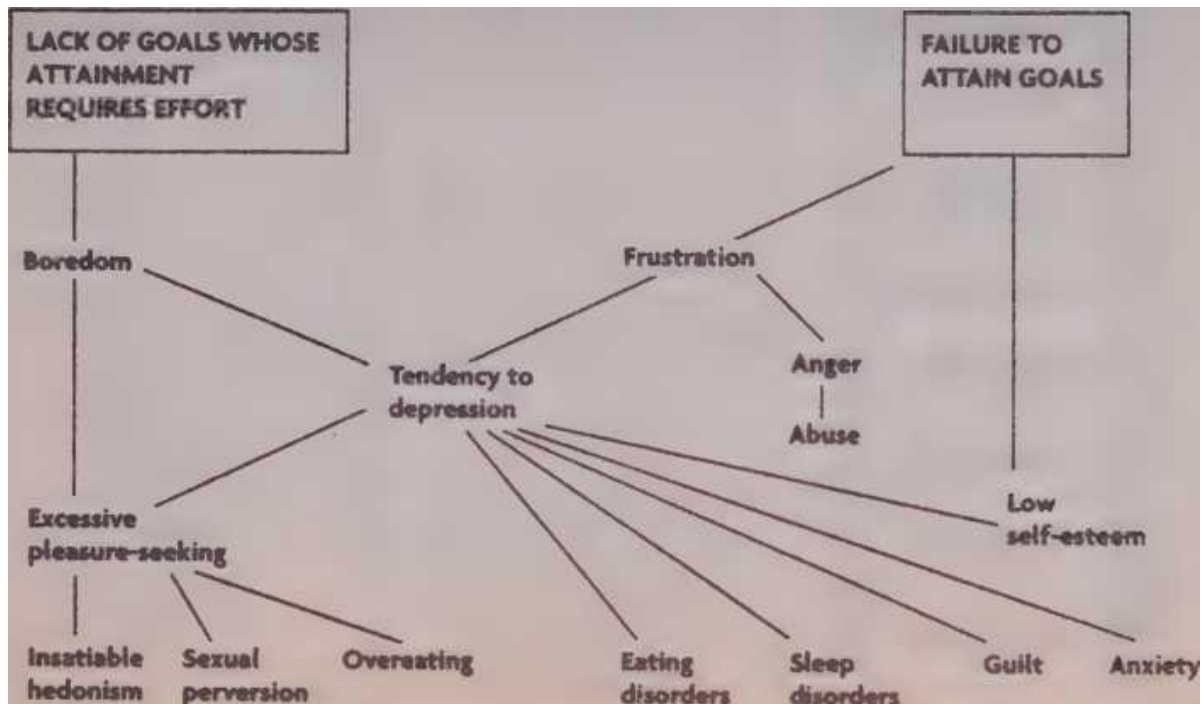 LACK OF GOALS WHOSE
ATTAINMENT
REQUIRES EFFORT
FAILURE TO
ATTAIN GOALS
Boredom
Frustration
Tendency to
depression
Anger
Abuse
Excessive
pleasure-seeking
Low
self-esteem
Insatiable
hedonism
Sexual
perversion
Overeating
Eating
disorders
Sleep
disorders
Guilt
Anxiety